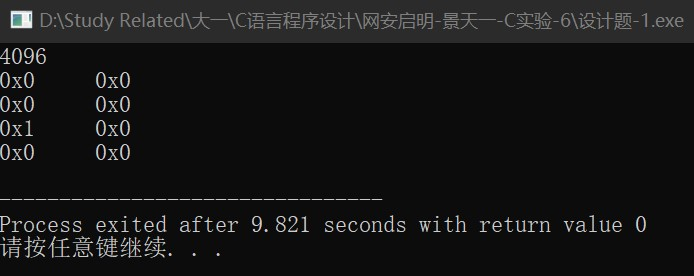 D:\Study Related\大一\C语言程序设计\网安启明-景天一-C实验-6\设计题-1.exe
4096
0x0 0x0
0x0 0x0
0x1 0x0
0x0 0x0
--------------------------------
Process exited after 9.821 seconds with return value 0
请按任意键继续. . .